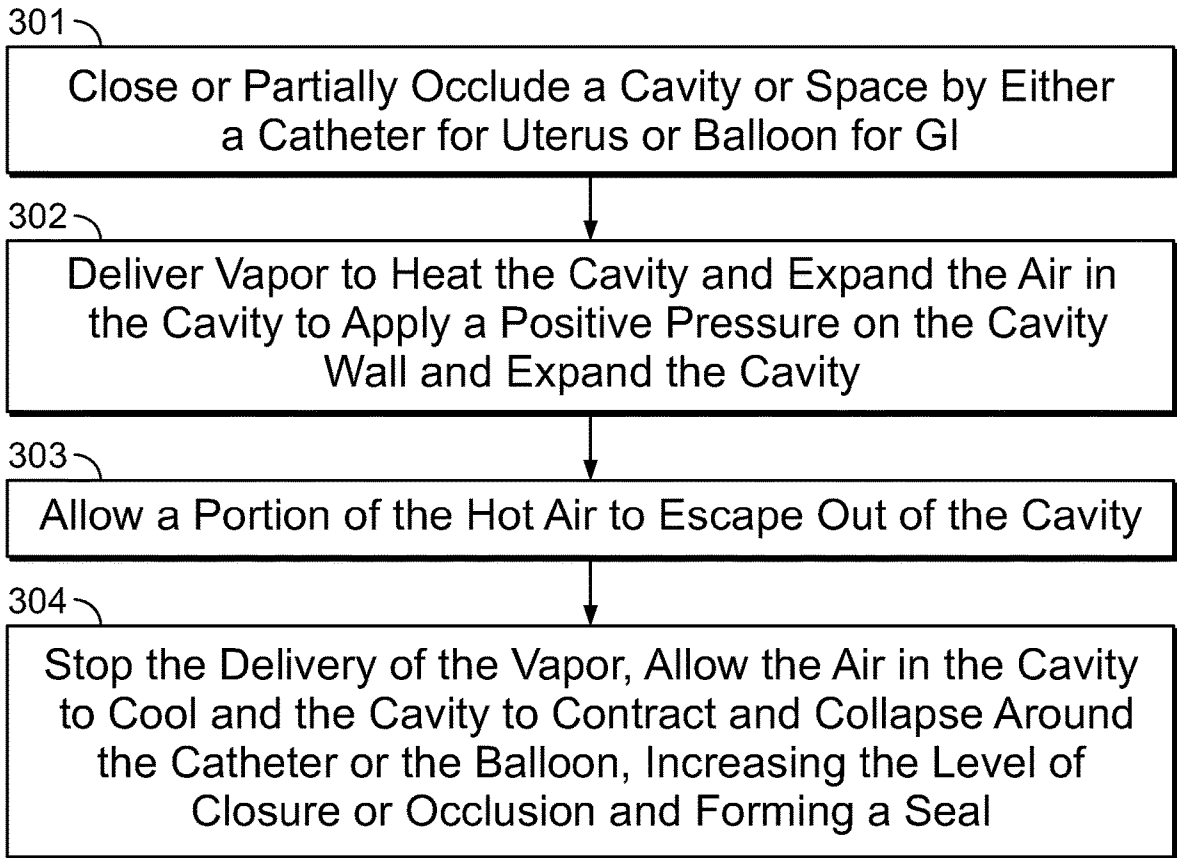 301
Close or Partially Occlude a Cavity or Space by Either
a Catheter for Uterus or Balloon for GI
302
Deliver Vapor to Heat the Cavity and Expand the Air in
the Cavity to Apply a Positive Pressure on the Cavity
Wall and Expand the Cavity
303
Allow a Portion of the Hot Air to Escape Out of the Cavity
304
Stop the Delivery of the Vapor, Allow the Air in the Cavity
to Cool and the Cavity to Contract and Collapse Around
the Catheter or the Balloon, Increasing the Level of
Closure or Occlusion and Forming a Seal